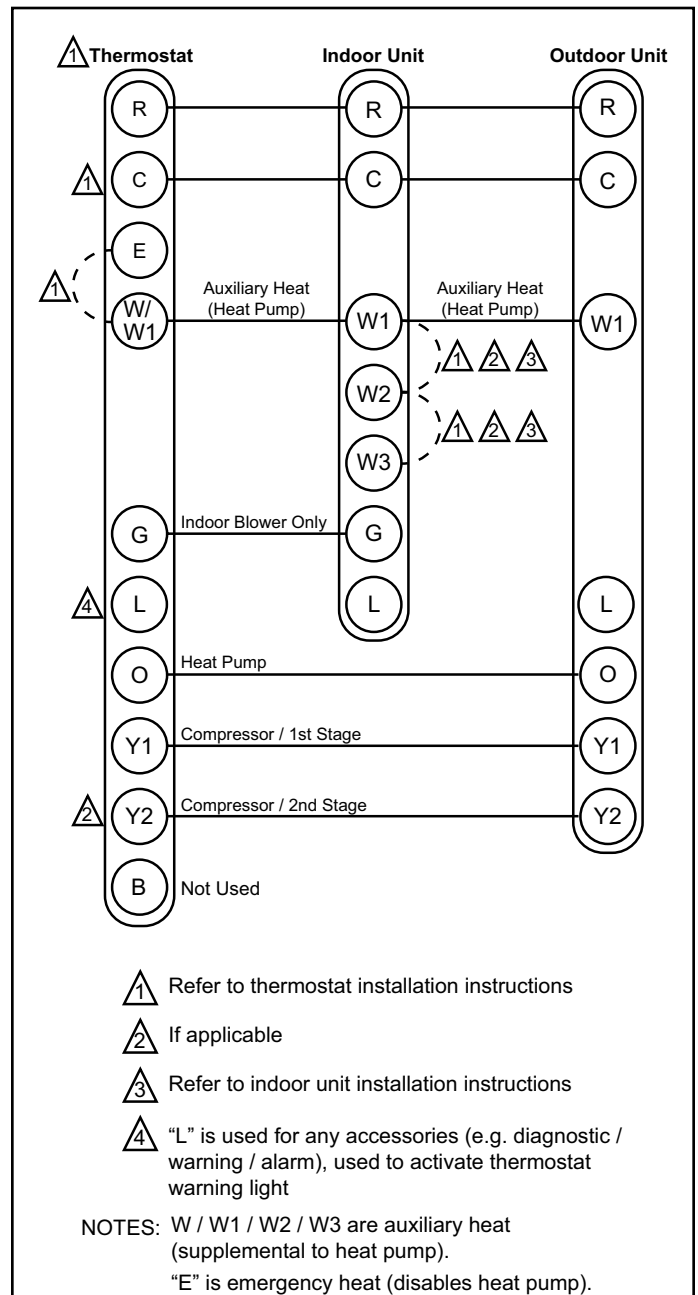 1 Thermostat Indoor Unit Outdoor Unit
R R R
1 C C C
E
1
Auxiliary Heat Auxiliary Heat
(Heat Pump) (Heat Pump)
W/ W1 W1 W1
1 2 3
W2
1 2 3
W3
G Indoor Blower Only G
4 L L L
O Heat Pump O
Y1 Compressor / 1st Stage Y1
2 Y2 Compressor / 2nd Stage Y2
B Not Used
1 Refer to thermostat installation instructions
2 If applicable
3 Refer to indoor unit installation instructions
4 “L” is used for any accessories (e.g. diagnostic /
warning / alarm), used to activate thermostat
warning light
NOTES: W / W1 / W2 / W3 are auxiliary heat
(supplemental to heat pump).
“E” is emergency heat (disables heat pump).